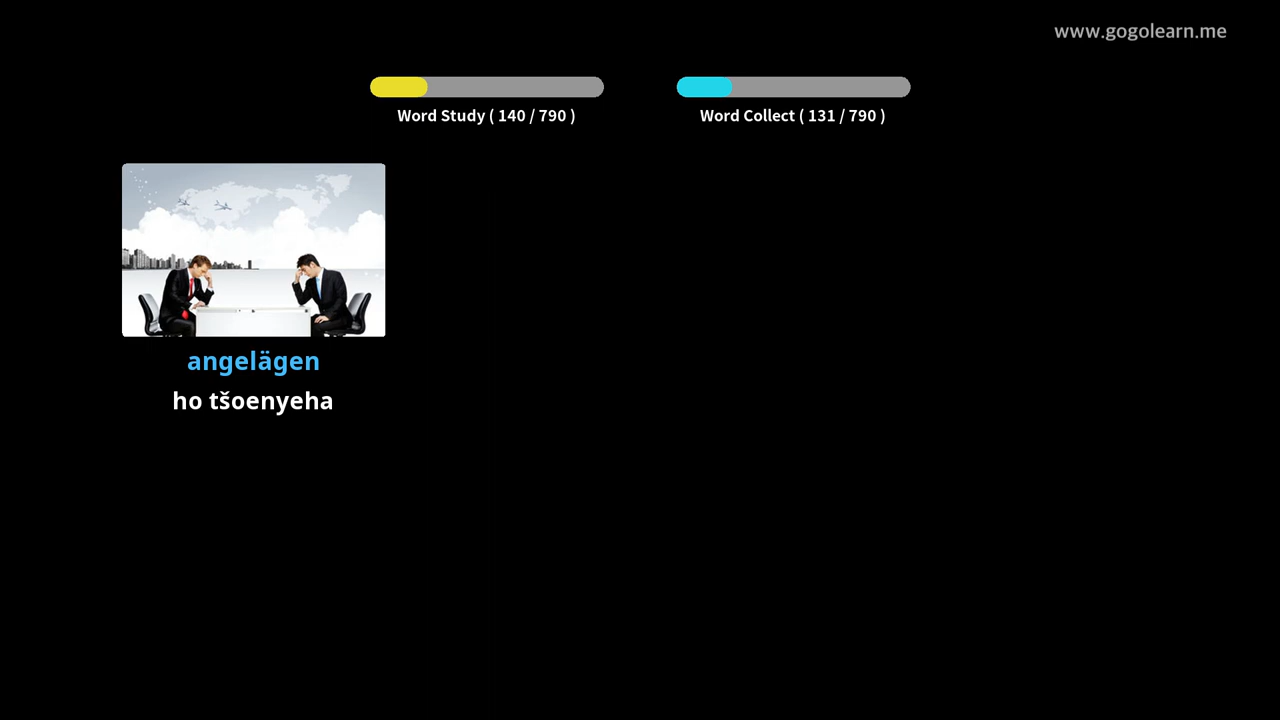 www.gogolearn.me
Word Study ( 140 / 790 )
Word Collect ( 131 / 790 )
angelägen
ho tšoenyeha